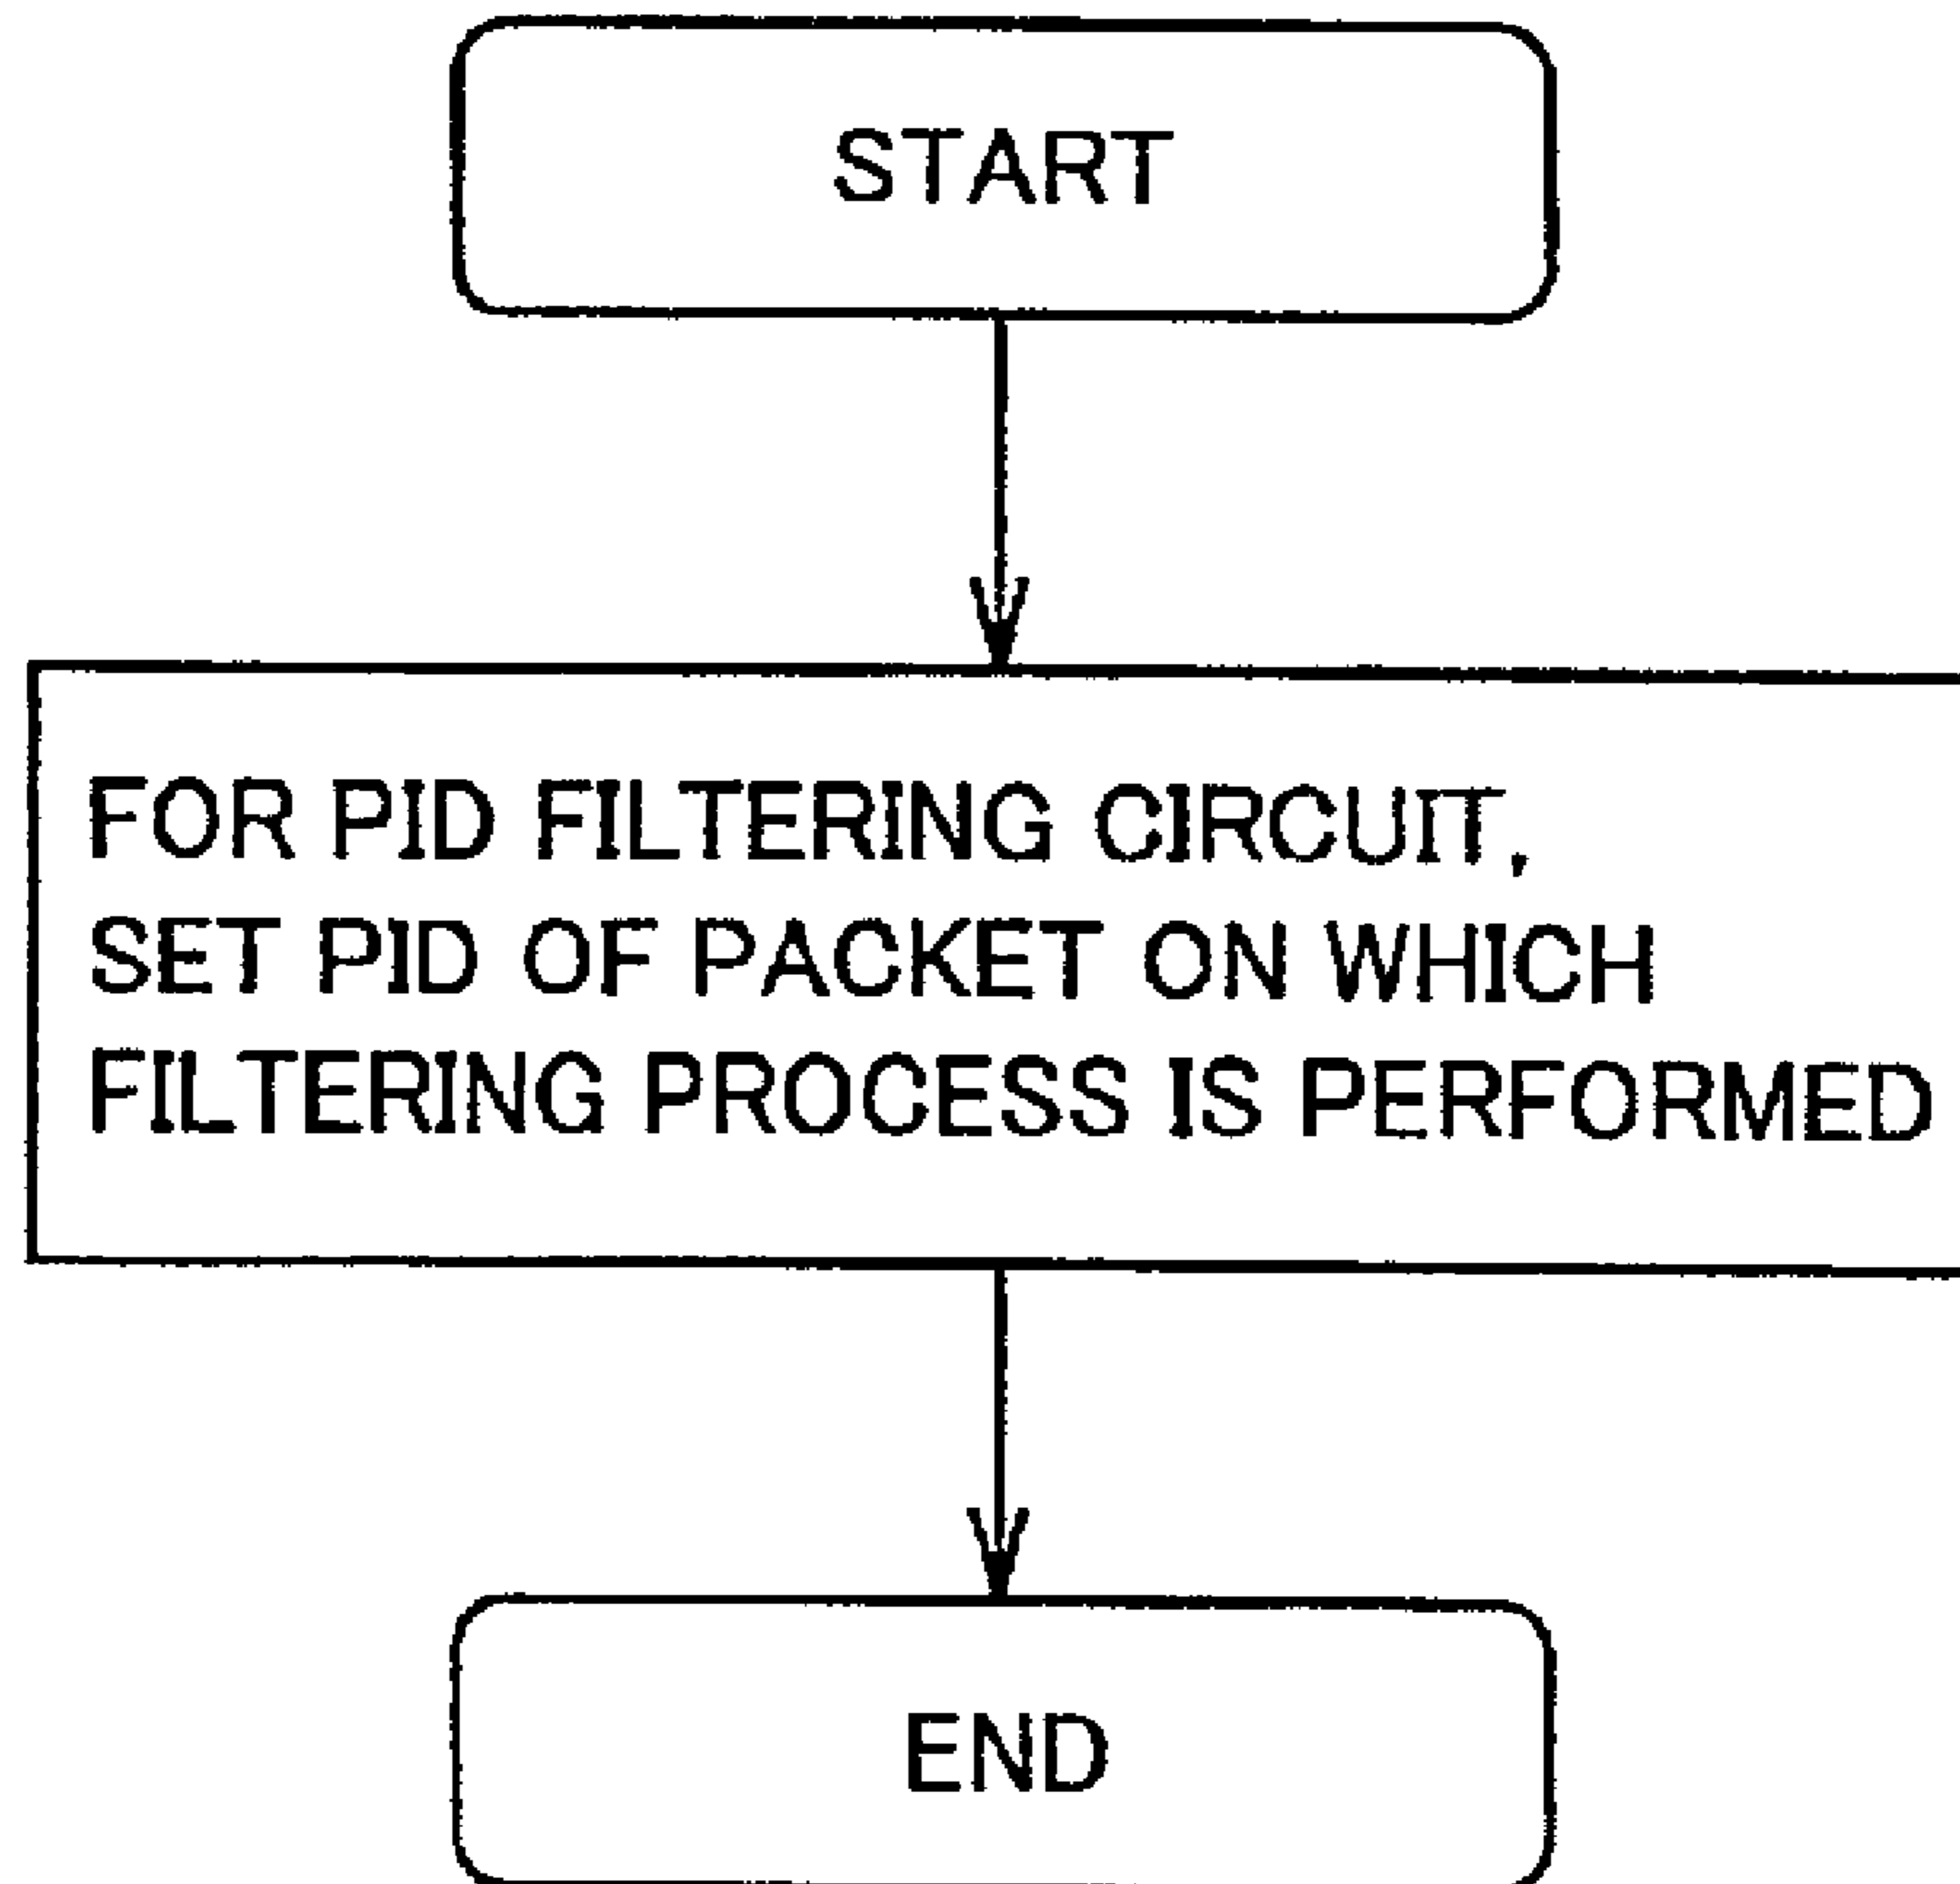 START
FOR PID FILTERING CIRCUIT,
SET PID OF PACKET ON WHICH
FILTERING PROCESS IS PERFORMED
END